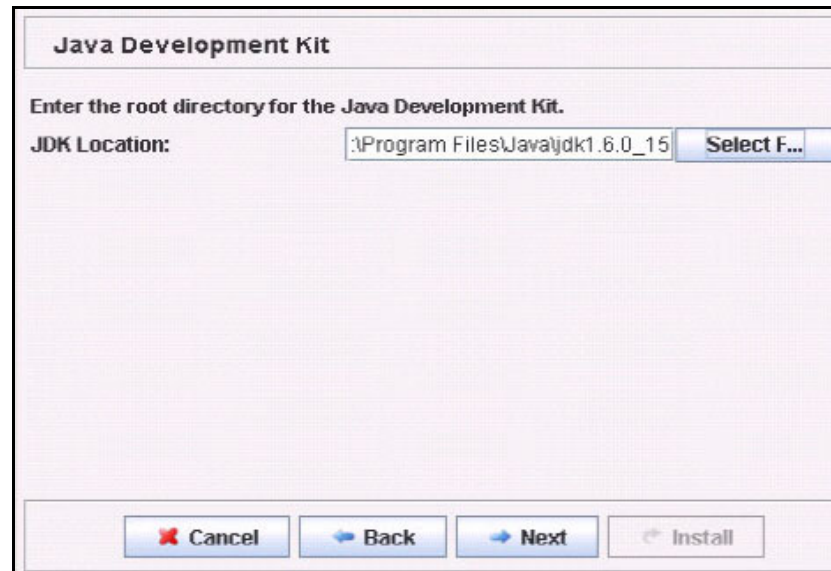 Java Development Kit
Enter the root directory for the Java Development Kit.
JDK Location: :\Program Files\Java\jdk1.6.0_15 Select F...
Cancel Back Next Install